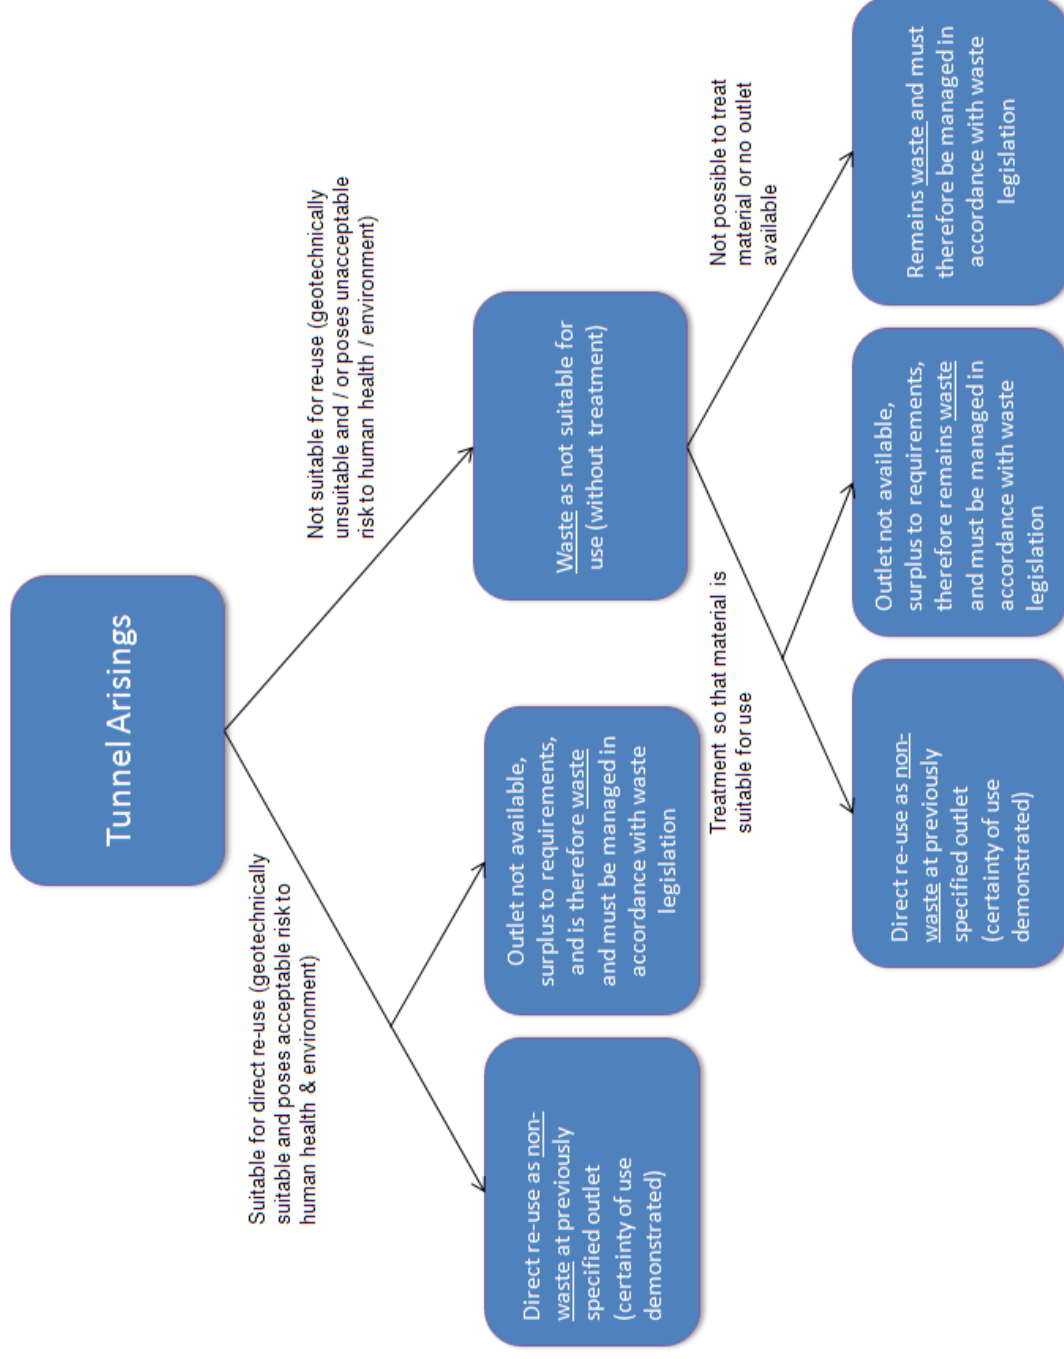 Tunnel Arisings
Suitable for direct re-use (geotechnically
suitable and poses acceptable risk to
human health & environment)
Not suitable for re-use (geotechnically
unsuitable and / or poses unacceptable
risk to human health / environment)
Direct re-use as non-
waste at previously
specified outlet
(certainty of use
demonstrated)
Outlet not available,
surplus to requirements,
and is therefore waste
and must be managed in
accordance with waste
legislation
Waste as not suitable for
use (without treatment)
Treatment so that material is
suitable for use
Not possible to treat
material or no outlet
available
Direct re-use as non-
waste at previously
specified outlet
(certainty of use
demonstrated)
Outlet not available,
surplus to requirements,
therefore remains waste
and must be managed in
accordance with waste
legislation
Remains waste and must
therefore be managed in
accordance with waste
legislation